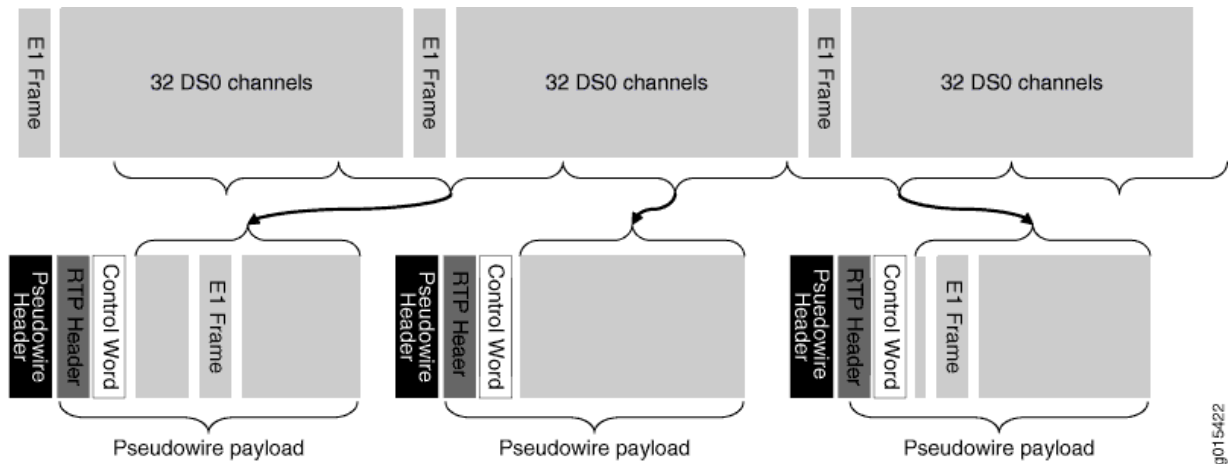 E1 Frame
32 DS0 channels
E1 Frame
32 DS0 channels
E1 Frame
32 DS0 channels
Pseudowire
Header
RTP Header
Control Word
E1 Frame
Pseudowire
Header
RTP Heaer
Control Word
Psuedowire
Header
RTP Header
Control Word
E1 Frame
Pseudowire payload
Pseudowire payload
Pseudowire payload
g015422